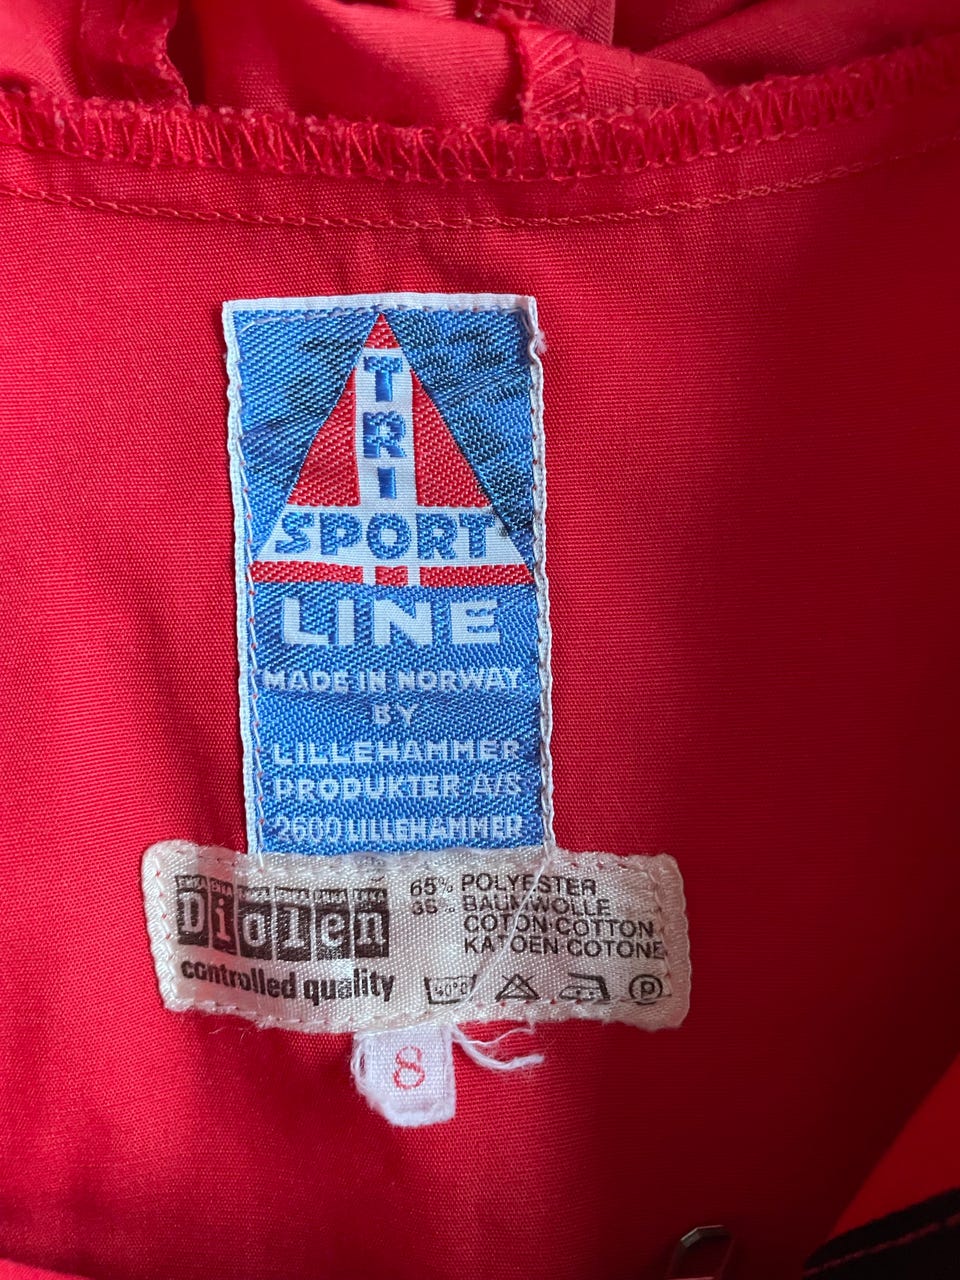 TRI
SPORT
LINE
MADE IN NORWAY
BY
LILLEHAMMER
PRODUKTER A/S
2600 LILLEHAMMER
Diolen
controlled quality
65% POLYESTER
35% BAUMWOLLE
COTON·COTTON
KATOEN·COTONE
40°
P
8